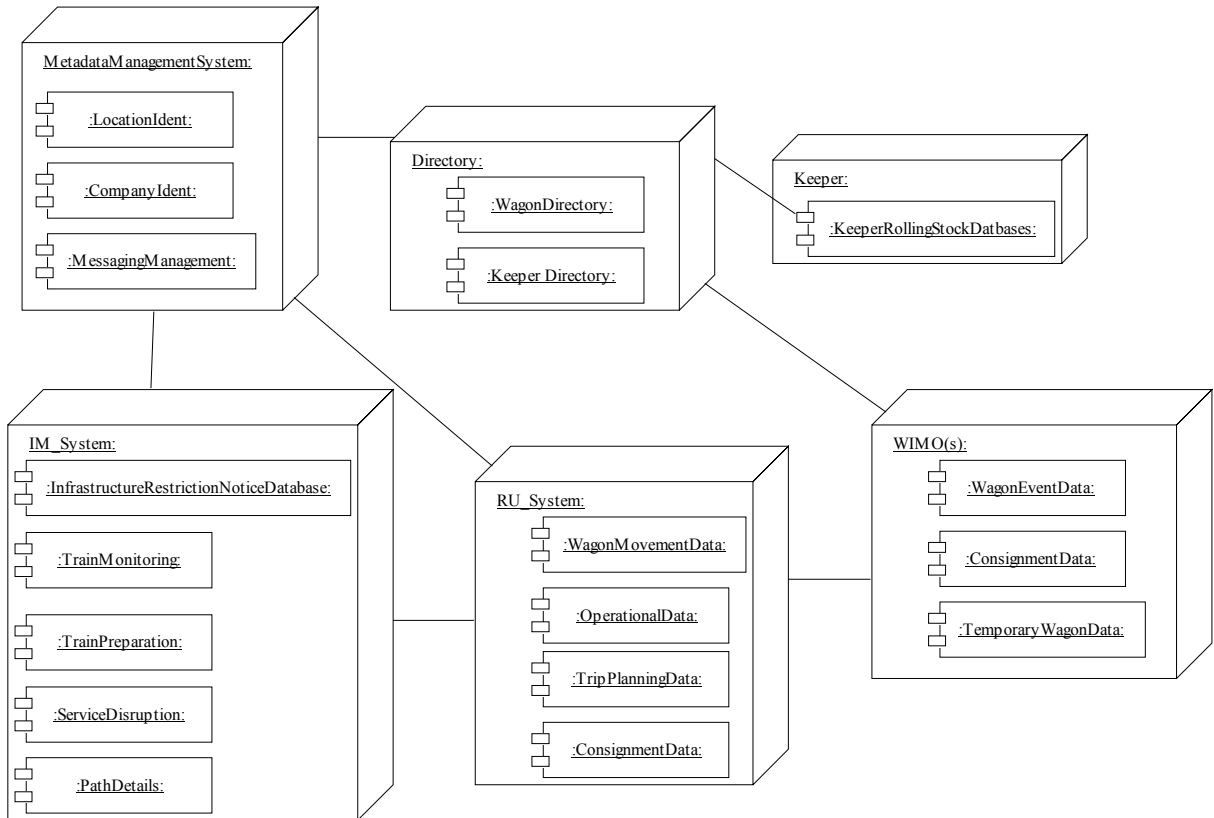 MetadataManagementSystem:
:LocationIdent:
:CompanyIdent:
:MessagingManagement:
Directory:
:WagonDirectory:
:Keeper Directory:
Keeper:
:KeeperRollingStockDatbases:
IM_System:
:InfrastructureRestrictionNoticeDatabase:
:TrainMonitoring:
:TrainPreparation:
:ServiceDisruption:
:PathDetails:
RU_System:
:WagonMovementData:
:OperationalData:
:TripPlanningData:
:ConsignmentData:
WIMO(s):
:WagonEventData:
:ConsignmentData:
:TemporaryWagonData: